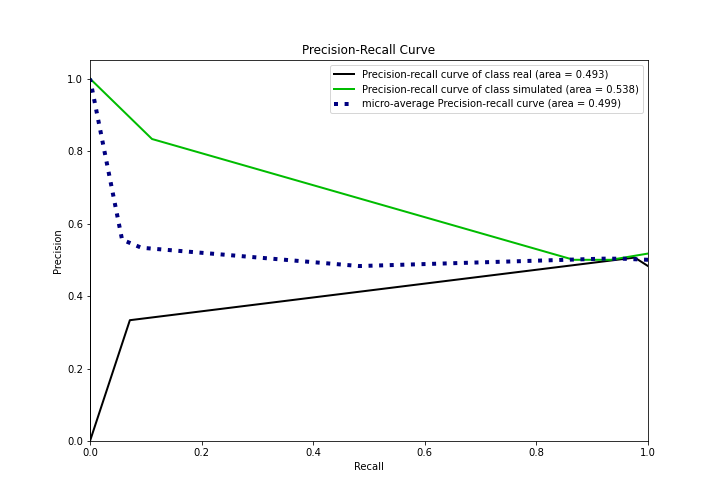 Precision-Recall Curve
Precision-recall curve of class real (area = 0.493)
Precision-recall curve of class simulated (area = 0.538)
micro-average Precision-recall curve (area = 0.499)
1.0
0.8
0.6
0.4
0.2
0.0
Precision
0.0 0.2 0.4 0.6 0.8 1.0
Recall